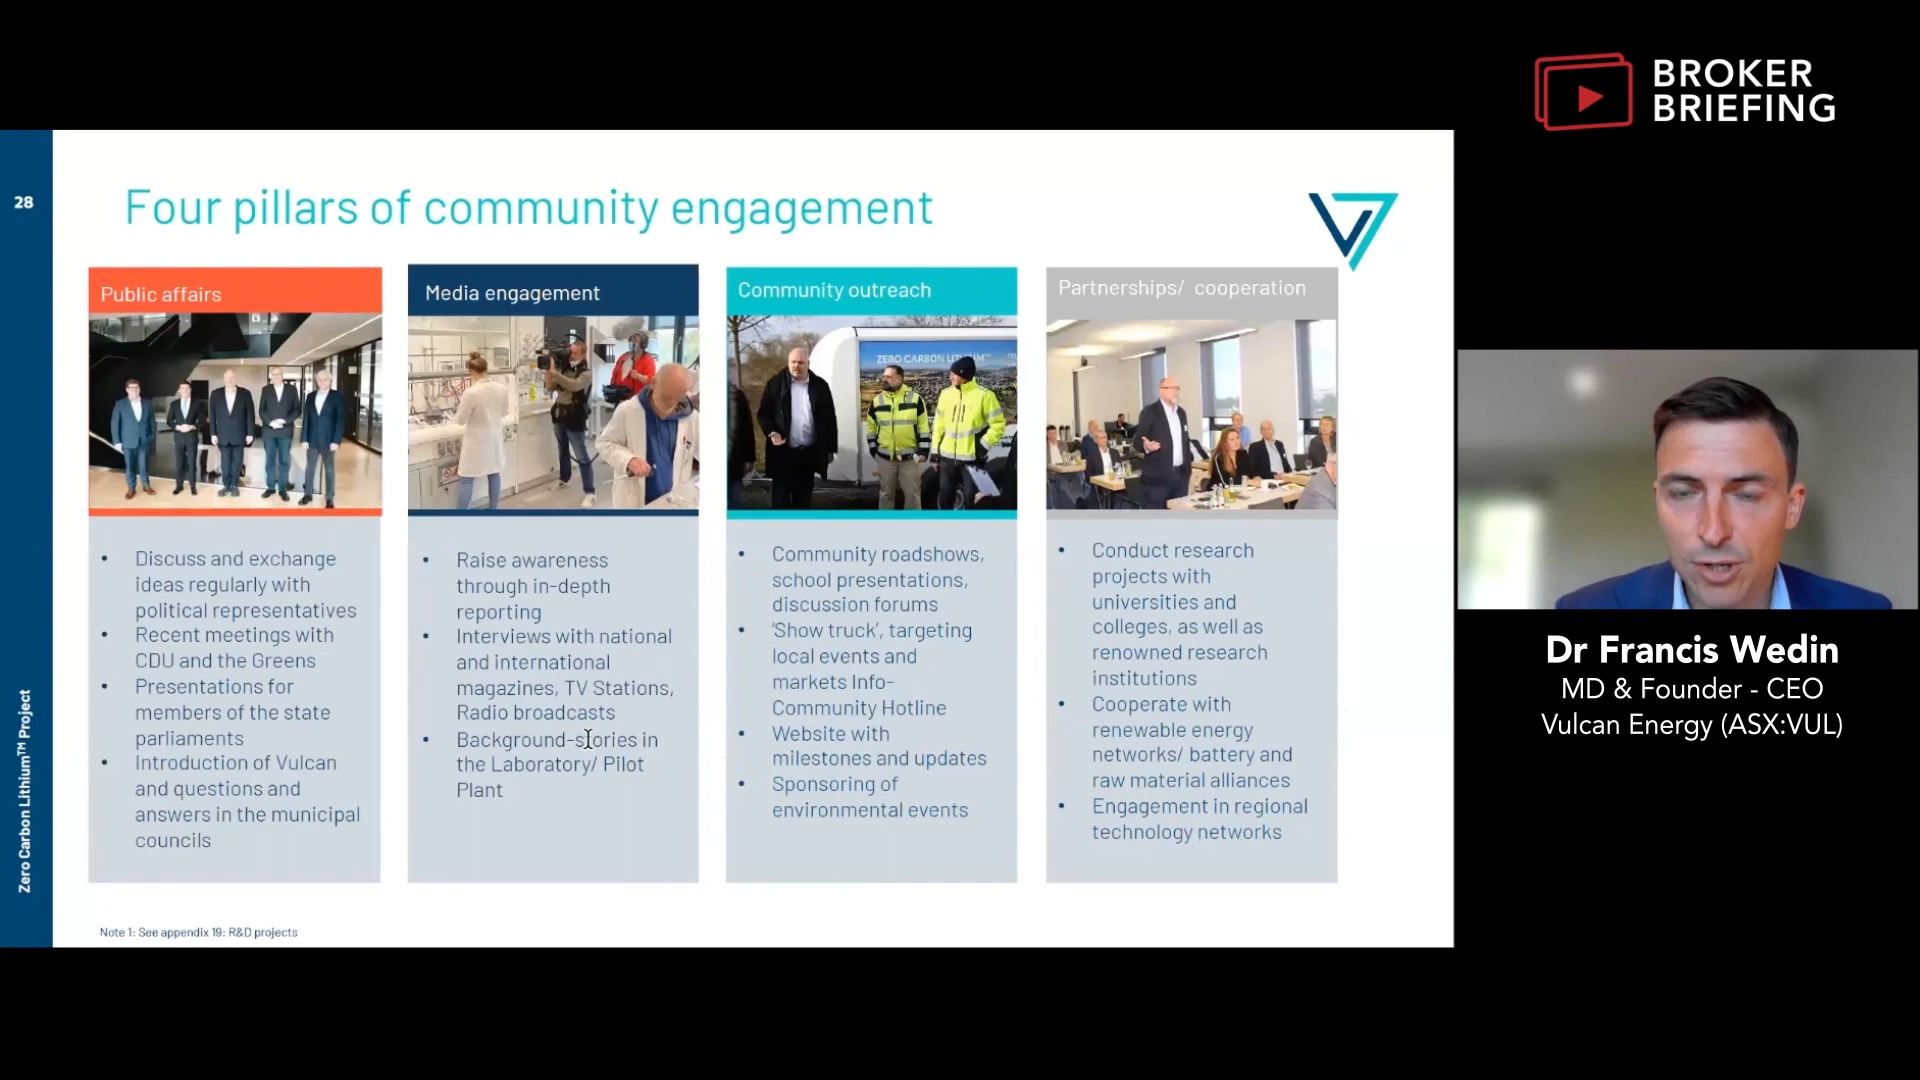 BROKER
BRIEFING
28
Four pillars of community engagement
Public affairs
Discuss and exchange
ideas regularly with
political representatives
Recent meetings with
CDU and the Greens
Presentations for
members of the state
parliaments
Introduction of Vulcan
and questions and
answers in the municipal
councils
Media engagement
Raise awareness
through in-depth
reporting
Interviews with national
and international
magazines, TV Stations,
Radio broadcasts
Background-stories in
the Laboratory/ Pilot
Plant
Community outreach
ZERO CARBON LITHIUM™
Community roadshows,
school presentations,
discussion forums
‘Show truck’, targeting
local events and
markets Info-
Community Hotline
Website with
milestones and updates
Sponsoring of
environmental events
Partnerships/ cooperation
Conduct research
projects with
universities and
colleges, as well as
renowned research
institutions
Cooperate with
renewable energy
networks/ battery and
raw material alliances
Engagement in regional
technology networks
Zero Carbon Lithium™ Project
Note 1: See appendix 19: R&D projects
Dr Francis Wedin
MD & Founder - CEO
Vulcan Energy (ASX:VUL)